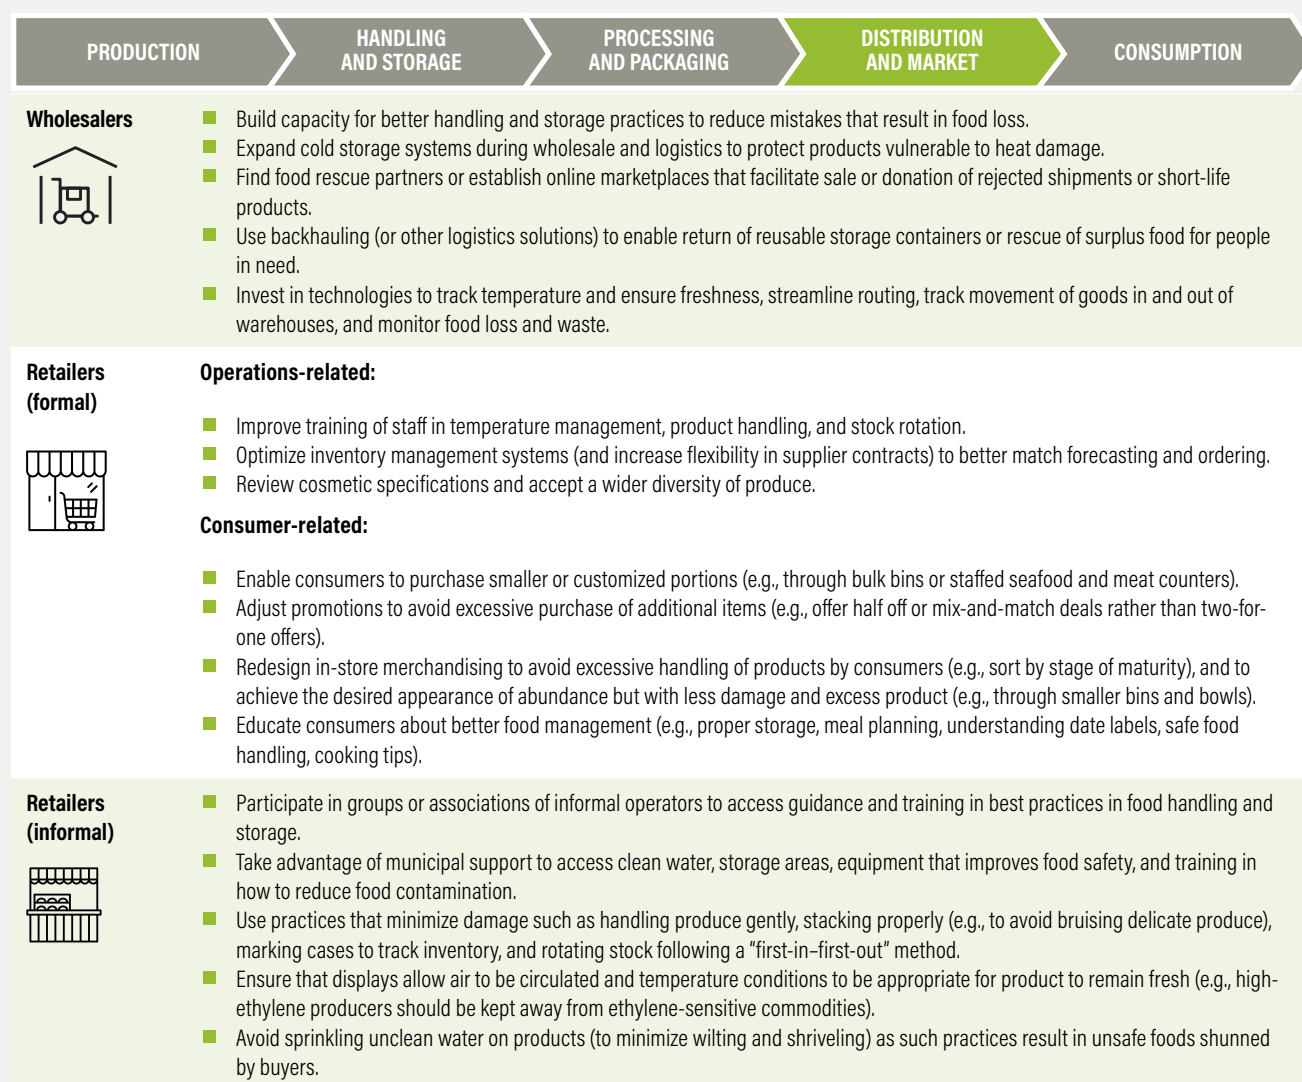 PRODUCTION
HANDLING
AND STORAGE
PROCESSING
AND PACKAGING
DISTRIBUTION
AND MARKET
CONSUMPTION
Wholesalers
Build capacity for better handling and storage practices to reduce mistakes that result in food loss.
Expand cold storage systems during wholesale and logistics to protect products vulnerable to heat damage.
Find food rescue partners or establish online marketplaces that facilitate sale or donation of rejected shipments or short-life
products.
Use backhauling (or other logistics solutions) to enable return of reusable storage containers or rescue of surplus food for people
in need.
Invest in technologies to track temperature and ensure freshness, streamline routing, track movement of goods in and out of
warehouses, and monitor food loss and waste.
Retailers
(formal)
Operations-related:
Improve training of staff in temperature management, product handling, and stock rotation.
Optimize inventory management systems (and increase flexibility in supplier contracts) to better match forecasting and ordering.
Review cosmetic specifications and accept a wider diversity of produce.
Consumer-related:
Enable consumers to purchase smaller or customized portions (e.g., through bulk bins or staffed seafood and meat counters).
Adjust promotions to avoid excessive purchase of additional items (e.g., offer half off or mix-and-match deals rather than two-for-
one offers).
Redesign in-store merchandising to avoid excessive handling of products by consumers (e.g., sort by stage of maturity), and to
achieve the desired appearance of abundance but with less damage and excess product (e.g., through smaller bins and bowls).
Educate consumers about better food management (e.g., proper storage, meal planning, understanding date labels, safe food
handling, cooking tips).
Retailers
(informal)
Participate in groups or associations of informal operators to access guidance and training in best practices in food handling and
storage.
Take advantage of municipal support to access clean water, storage areas, equipment that improves food safety, and training in
how to reduce food contamination.
Use practices that minimize damage such as handling produce gently, stacking properly (e.g., to avoid bruising delicate produce),
marking cases to track inventory, and rotating stock following a "first-in–first-out" method.
Ensure that displays allow air to be circulated and temperature conditions to be appropriate for product to remain fresh (e.g., high-
ethylene producers should be kept away from ethylene-sensitive commodities).
Avoid sprinkling unclean water on products (to minimize wilting and shriveling) as such practices result in unsafe foods shunned
by buyers.